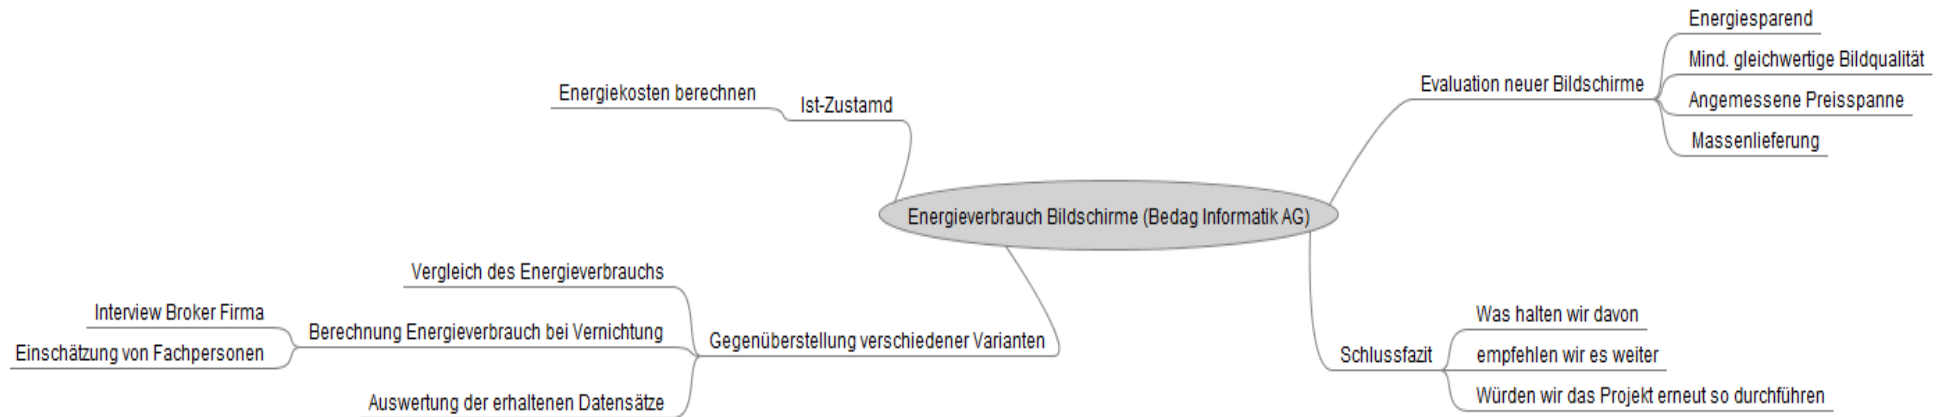 Energieverbrauch Bildschirme (Bedag Informatik AG)
Ist-Zustamd
Energiekosten berechnen
Evaluation neuer Bildschirme
Energiesparend
Mind. gleichwertige Bildqualität
Angemessene Preisspanne
Massenlieferung
Gegenüberstellung verschiedener Varianten
Vergleich des Energieverbrauchs
Berechnung Energieverbrauch bei Vernichtung
Interview Broker Firma
Einschätzung von Fachpersonen
Auswertung der erhaltenen Datensätze
Schlussfazit
Was halten wir davon
empfehlen wir es weiter
Würden wir das Projekt erneut so durchführen